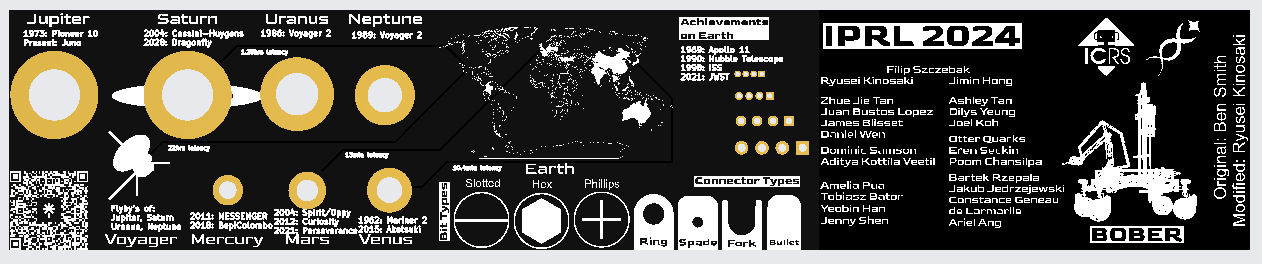 Jupiter
1973: Pioneer 10
Present: Juno
Saturn
2004: Cassini-Huygens
2028: Dragonfly
Uranus
1986: Voyager 2
Neptune
1989: Voyager 2
Achievements
on Earth
1969: Apollo 11
1990: Hubble Telescope
1998: ISS
2021: JWST
22hrs latency
13min latency
Earth
Flyby's of:
Jupiter, Saturn
Uranus, Neptune
Voyager
2011: MESSENGER
2018: BepiColombo
Mercury
2004: Spirit/Oppy
2012: Curiosity
2021: Perseverance
Mars
1962: Mariner 2
2015: Akatsuki
Venus
Bit Types
Slotted
Hex
Phillips
Connector Types
Ring
Spade
Fork
Bullet
IPRL 2024
Filip Szczebak
Ryusei Kinosaki
Jimin Hong
Zhue Jie Tan
Juan Bustos Lopez
James Blisset
Daniel Wen
Dominic Samson
Aditya Kottila Veetil
Amelia Pua
Tobiasz Bator
Yeobin Han
Jenny Shen
Ashley Tan
Dilys Yeung
Joel Koh
Otter Quarks
Eren Seckin
Poom Chansilpa
Bartek Rzepala
Jakub Jedrzejewski
Constance Geneau
de Lamarlie
Ariel Ang
ICRS
BOBER
Original Ben Smith
Modified: Ryusei Kinosaki